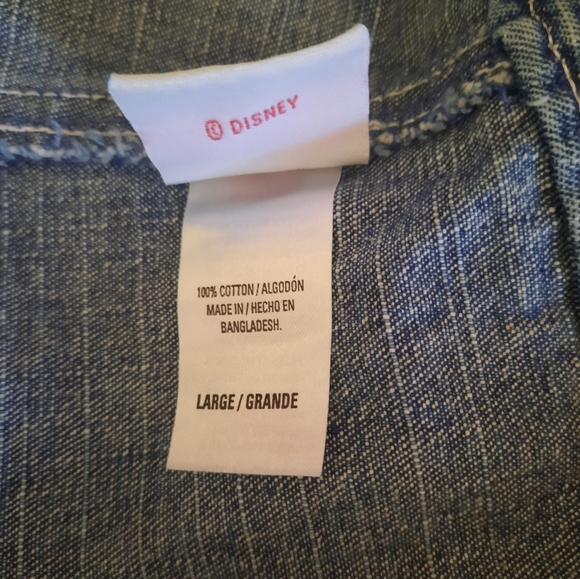 © DISNEY
100% COTTON / ALGODÓN
MADE IN / HECHO EN
BANGLADESH.
LARGE / GRANDE